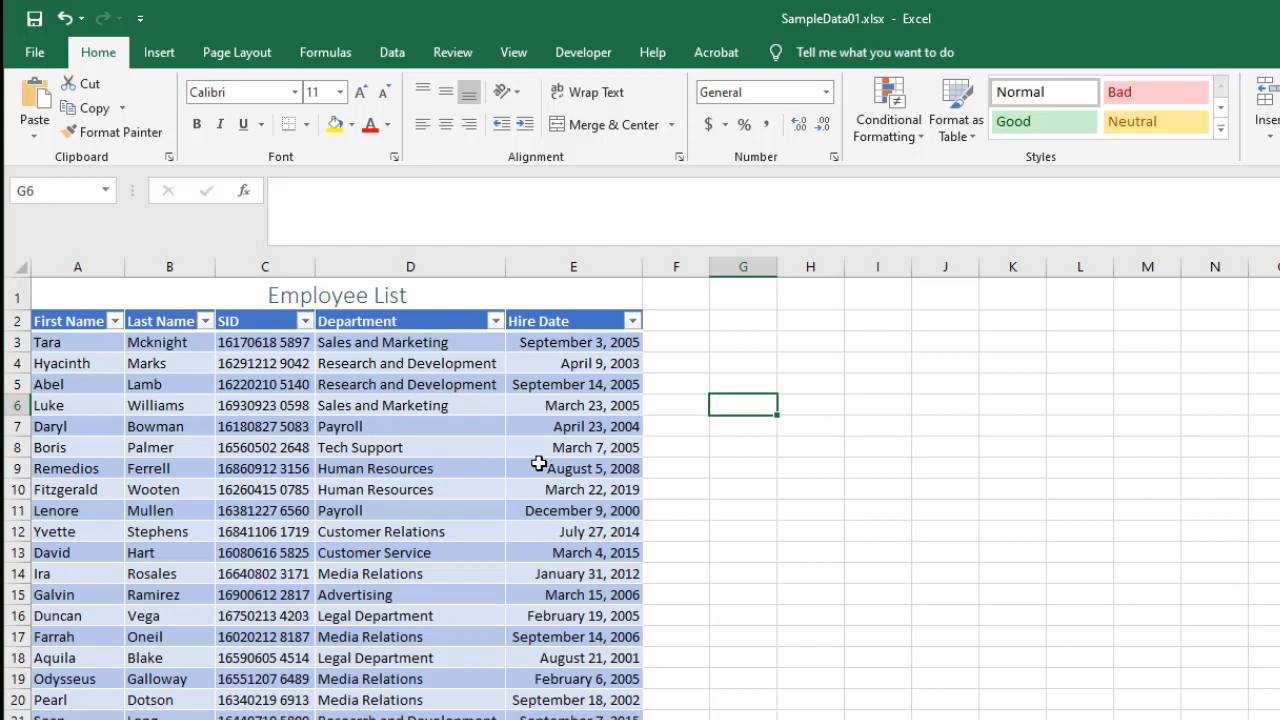 SampleData01.xlsx - Excel
File Home Insert Page Layout Formulas Data Review View Developer Help Acrobat Tell me what you want to do
Paste
Cut
Copy
Format Painter
Clipboard
Calibri 11
B I U
Font
Wrap Text
Merge & Center
Alignment
General
$ % ,
Number
Conditional Formatting
Format as Table
Normal Bad
Good Neutral
Styles
G6 fx
A B C D E F G H I J K L M N
1 Employee List
2 First Name Last Name SID Department Hire Date
3 Tara Mcknight 16170618 5897 Sales and Marketing September 3, 2005
4 Hyacinth Marks 16291212 9042 Research and Development April 9, 2003
5 Abel Lamb 16220210 5140 Research and Development September 14, 2005
6 Luke Williams 16930923 0598 Sales and Marketing March 23, 2005
7 Daryl Bowman 16180827 5083 Payroll April 23, 2004
8 Boris Palmer 16560502 2648 Tech Support March 7, 2005
9 Remedios Ferrell 16860912 3156 Human Resources August 5, 2008
10 Fitzgerald Wooten 16260415 0785 Human Resources March 22, 2019
11 Lenore Mullen 16381227 6560 Payroll December 9, 2000
12 Yvette Stephens 16841106 1719 Customer Relations July 27, 2014
13 David Hart 16080616 5825 Customer Service March 4, 2015
14 Ira Rosales 16640802 3171 Media Relations January 31, 2012
15 Galvin Ramirez 16900612 2817 Advertising March 15, 2006
16 Duncan Vega 16750213 4203 Legal Department February 19, 2005
17 Farrah Oneil 16020212 8187 Media Relations September 14, 2006
18 Aquila Blake 16590605 4514 Legal Department August 21, 2001
19 Odysseus Galloway 16551207 6489 Media Relations February 6, 2005
20 Pearl Dotson 16340219 6913 Media Relations September 18, 2002